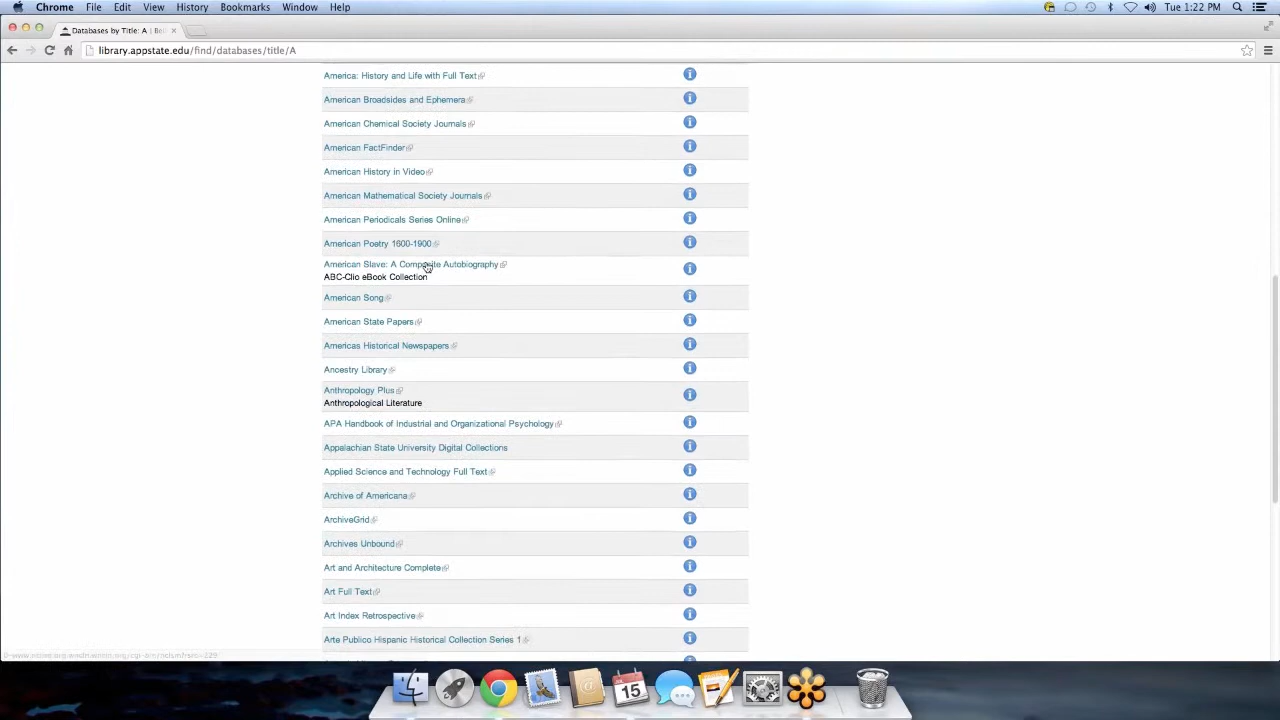 Chrome File Edit View History Bookmarks Window Help Tue 1:22 PM
Databases by Title: A
library.appstate.edu/find/databases/title/A
America: History and Life with Full Text
American Broadsides and Ephemera
American Chemical Society Journals
American FactFinder
American History in Video
American Mathematical Society Journals
American Periodicals Series Online
American Poetry 1600-1900
American Slave: A Composite Autobiography
ABC-Clio eBook Collection
American Song
American State Papers
Americas Historical Newspapers
Ancestry Library
Anthropology Plus
Anthropological Literature
APA Handbook of Industrial and Organizational Psychology
Appalachian State University Digital Collections
Applied Science and Technology Full Text
Archive of Americana
ArchiveGrid
Archives Unbound
Art and Architecture Complete
Art Full Text
Art Index Retrospective
Arte Publico Hispanic Historical Collection Series 1
15